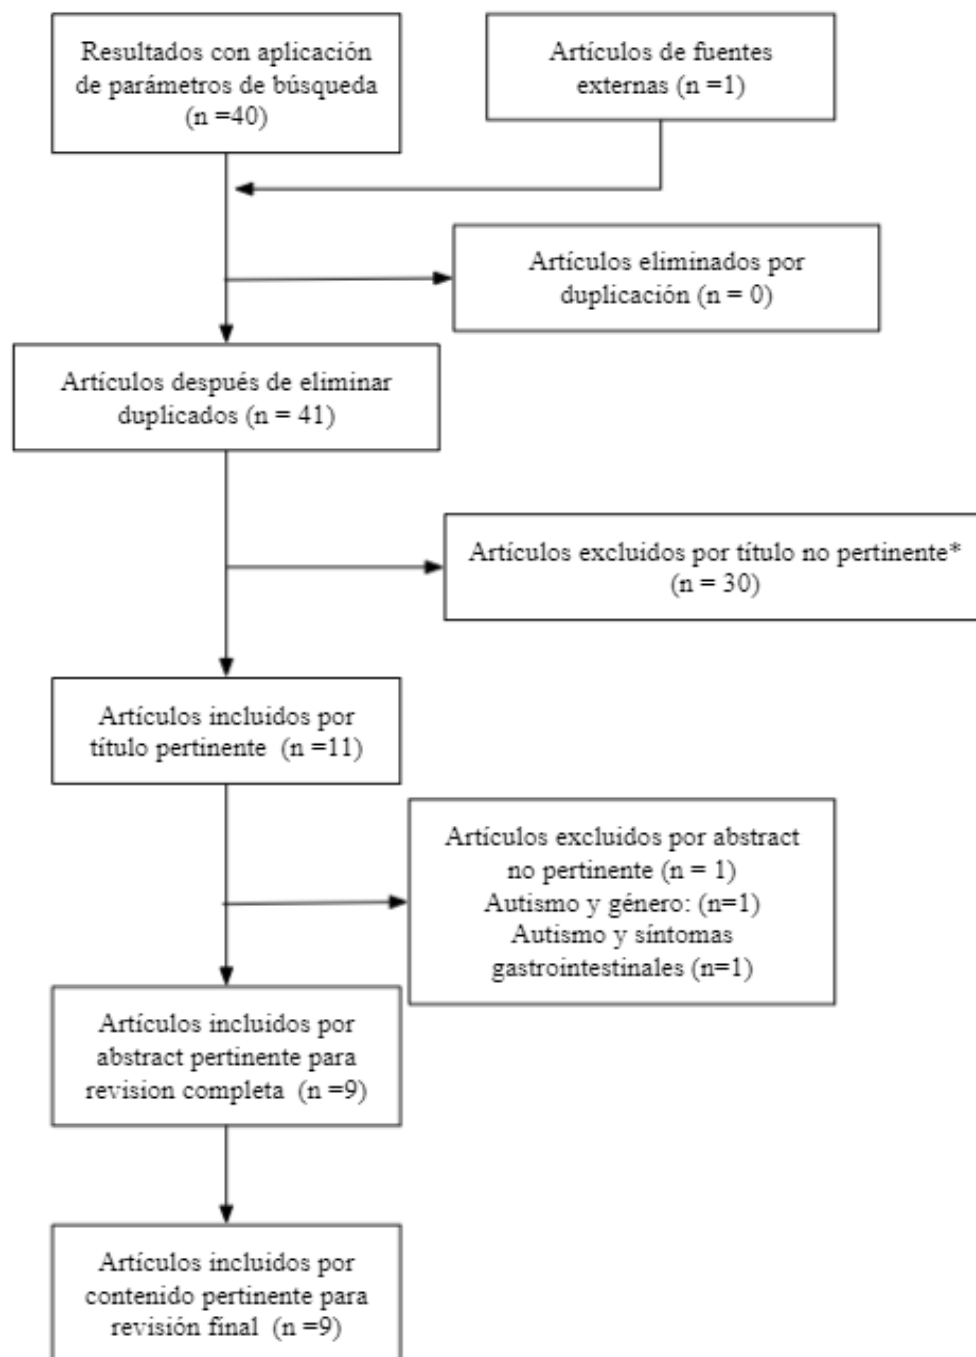 Resultados con aplicación
de parámetros de búsqueda
(n =40)
Artículos de fuentes
externas (n =1)
Artículos eliminados por
duplicación (n = 0)
Artículos después de eliminar
duplicados (n = 41)
Artículos excluidos por título no pertinente*
(n = 30)
Artículos incluidos por
título pertinente (n =11)
Artículos excluidos por abstract
no pertinente (n = 1)
Autismo y género: (n=1)
Autismo y síntomas
gastrointestinales (n=1)
Artículos incluidos por
abstract pertinente para
revision completa (n =9)
Artículos incluidos por
contenido pertinente para
revisión final (n =9)